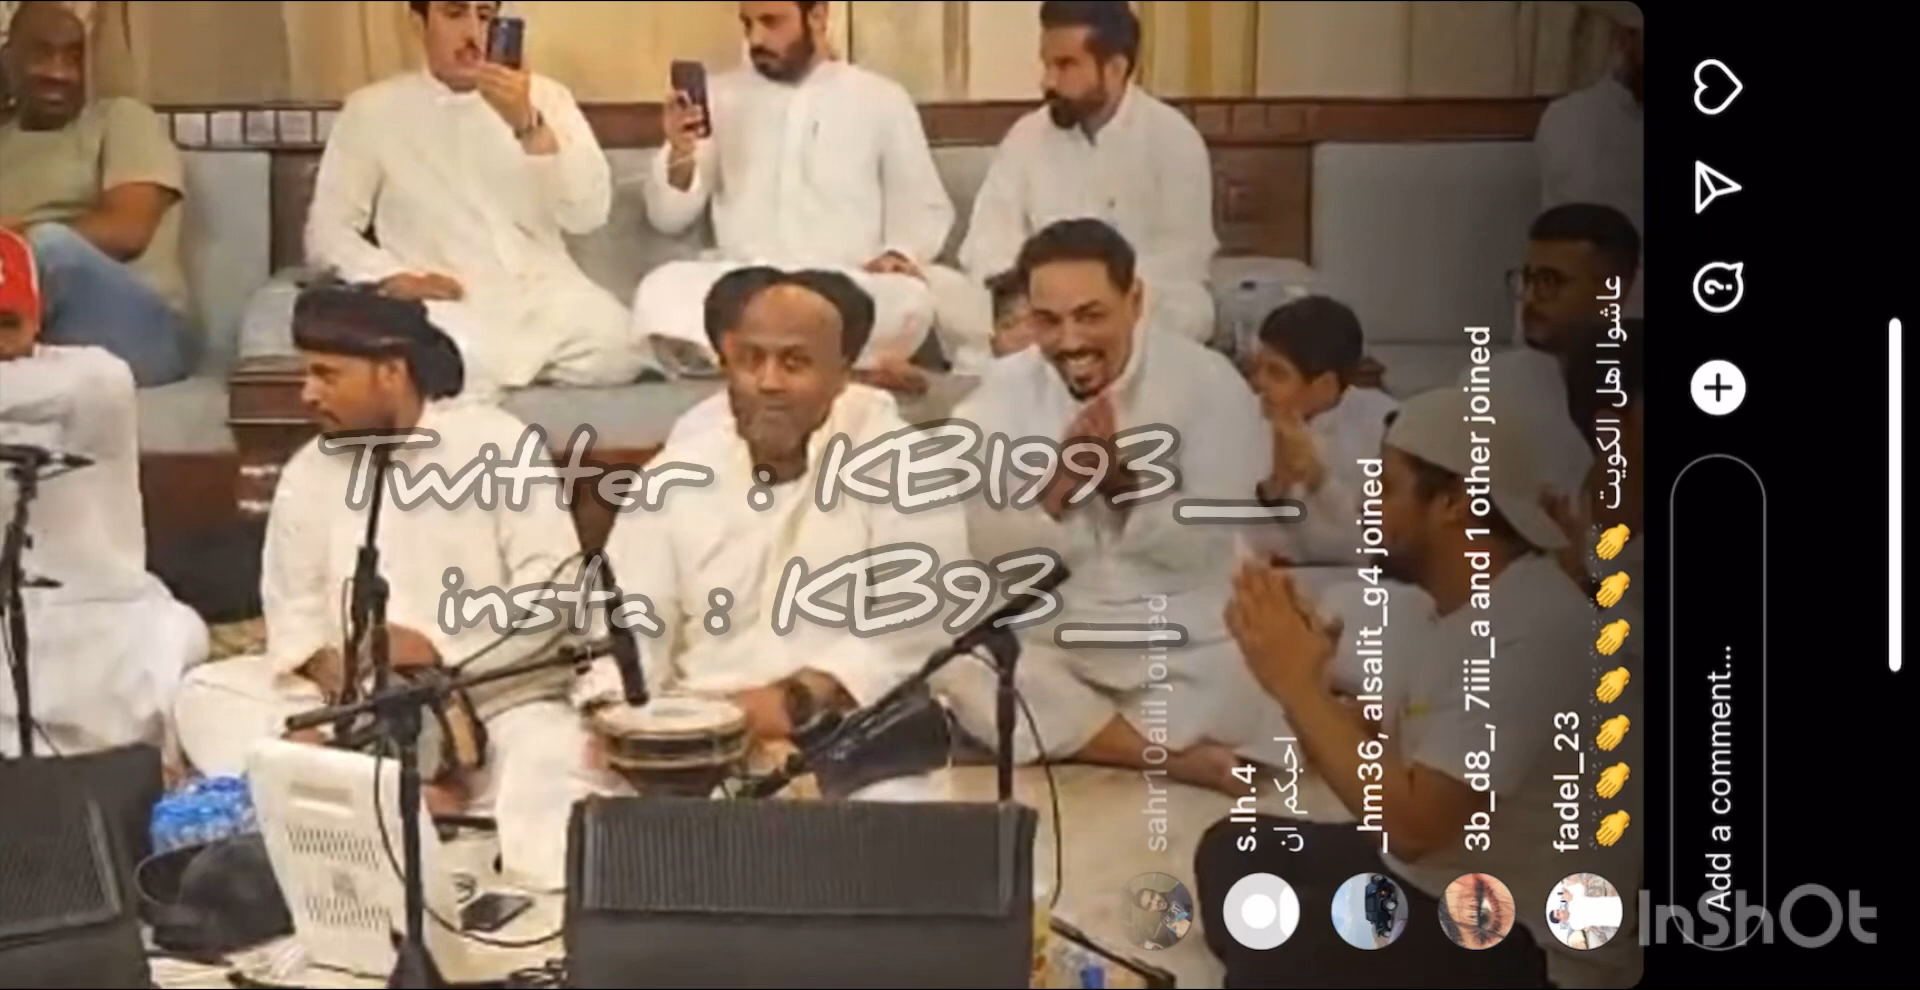 Twitter : KB1993__
insta : KB93__
sahr10alil joined
s.lh.4
احبكم ان
_hm36, alsalit_g4 joined
3b_d8_, 7iiii_a and 1 other joined
fadel_23
👏👏👏👏👏👏👏 عاشوا اهل الكويت
Add a comment...
InShOt